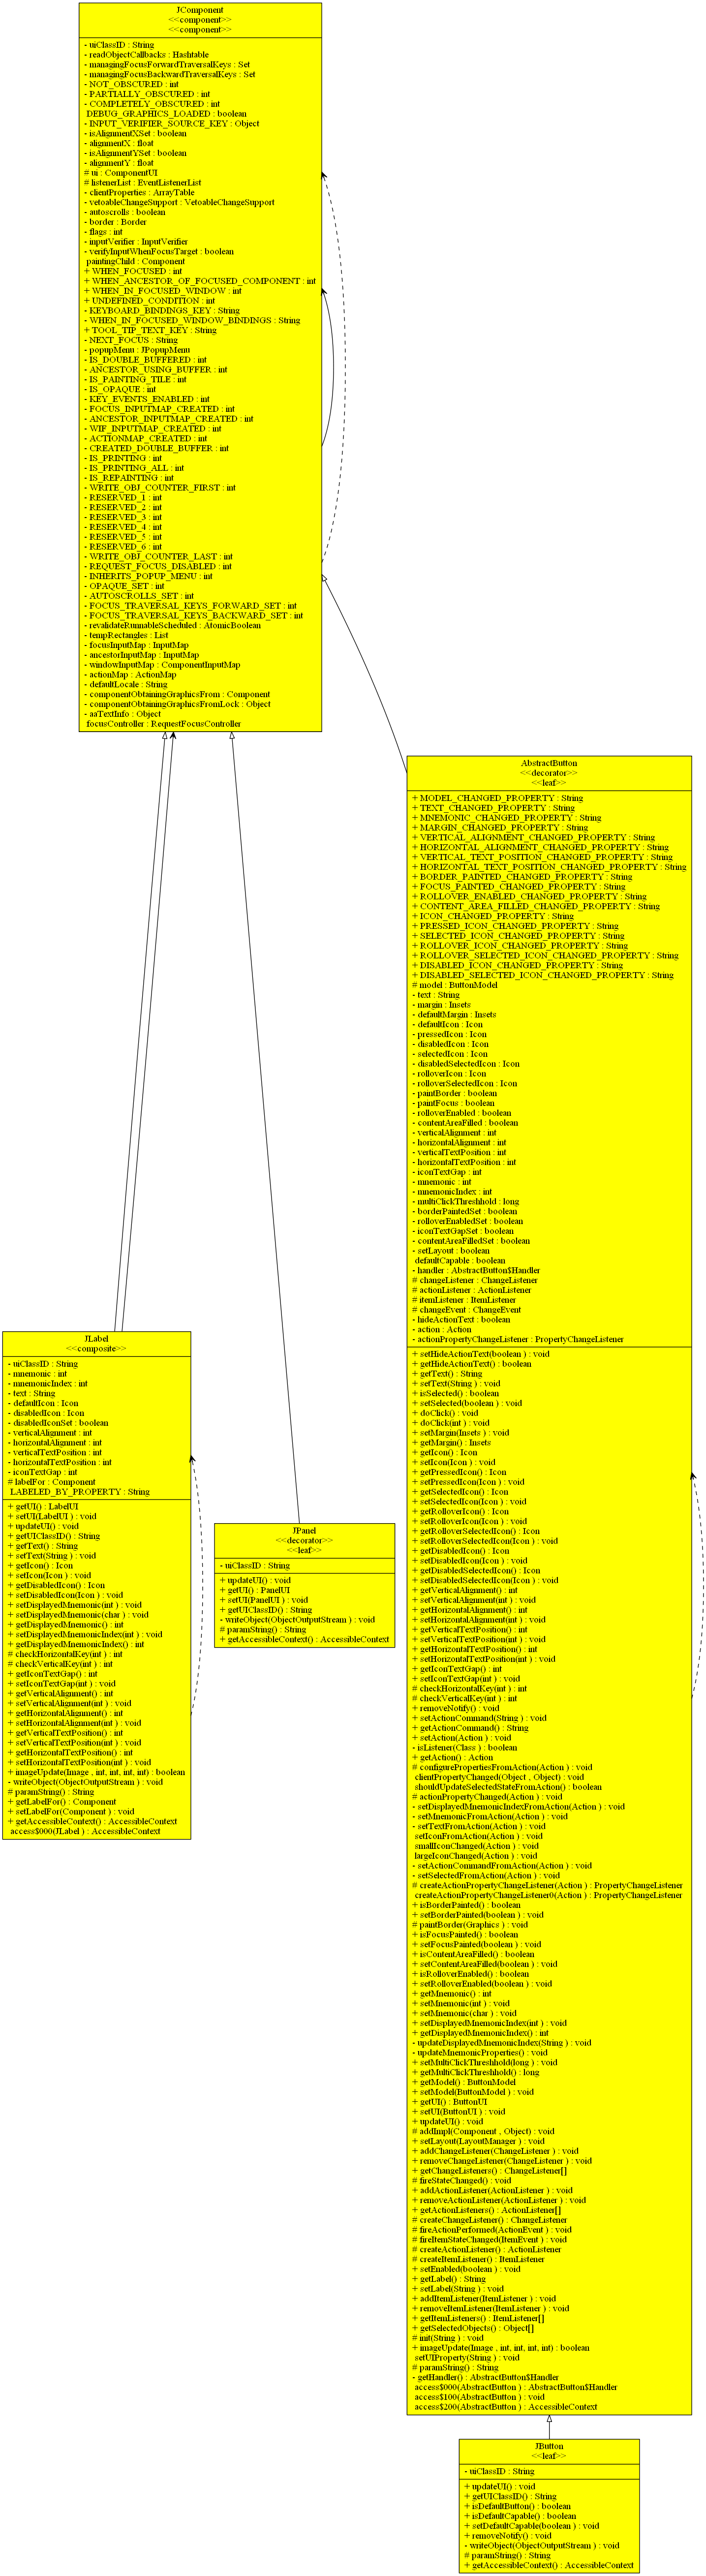 JComponent
<<component>>
<<component>>
- uiClassID : String
- readObjectCallbacks : Hashtable
- managingFocusForwardTraversalKeys : Set
- managingFocusBackwardTraversalKeys : Set
- NOT_OBSCURED : int
- PARTIALLY_OBSCURED : int
- COMPLETELY_OBSCURED : int
DEBUG_GRAPHICS_LOADED : boolean
- INPUT_VERIFIER_SOURCE_KEY : Object
- isAlignmentXSet : boolean
- alignmentX : float
- isAlignmentYSet : boolean
- alignmentY : float
# ui : ComponentUI
# listenerList : EventListenerList
- clientProperties : ArrayTable
- vetoableChangeSupport : VetoableChangeSupport
- autoscrolls : boolean
- border : Border
- flags : int
- inputVerifier : InputVerifier
- verifyInputWhenFocusTarget : boolean
paintingChild : Component
+ WHEN_FOCUSED : int
+ WHEN_ANCESTOR_OF_FOCUSED_COMPONENT : int
+ WHEN_IN_FOCUSED_WINDOW : int
+ UNDEFINED_CONDITION : int
- KEYBOARD_BINDINGS_KEY : String
- WHEN_IN_FOCUSED_WINDOW_BINDINGS : String
+ TOOL_TIP_TEXT_KEY : String
- NEXT_FOCUS : String
- popupMenu : JPopupMenu
- IS_DOUBLE_BUFFERED : int
- ANCESTOR_USING_BUFFER : int
- IS_PAINTING_TILE : int
- IS_OPAQUE : int
- KEY_EVENTS_ENABLED : int
- FOCUS_INPUTMAP_CREATED : int
- ANCESTOR_INPUTMAP_CREATED : int
- WIF_INPUTMAP_CREATED : int
- ACTIONMAP_CREATED : int
- CREATED_DOUBLE_BUFFER : int
- IS_PRINTING : int
- IS_PRINTING_ALL : int
- IS_REPAINTING : int
- WRITE_OBJ_COUNTER_FIRST : int
- RESERVED_1 : int
- RESERVED_2 : int
- RESERVED_3 : int
- RESERVED_4 : int
- RESERVED_5 : int
- RESERVED_6 : int
- WRITE_OBJ_COUNTER_LAST : int
- REQUEST_FOCUS_DISABLED : int
- INHERITS_POPUP_MENU : int
- OPAQUE_SET : int
- AUTOSCROLLS_SET : int
- FOCUS_TRAVERSAL_KEYS_FORWARD_SET : int
- FOCUS_TRAVERSAL_KEYS_BACKWARD_SET : int
- revalidateRunnableScheduled : AtomicBoolean
- tempRectangles : List
- focusInputMap : InputMap
- ancestorInputMap : InputMap
- windowInputMap : ComponentInputMap
- actionMap : ActionMap
- defaultLocale : String
- componentObtainingGraphicsFrom : Component
- componentObtainingGraphicsFromLock : Object
- aaTextInfo : Object
focusController : RequestFocusController
AbstractButton
<<decorator>>
<<leaf>>
+ MODEL_CHANGED_PROPERTY : String
+ TEXT_CHANGED_PROPERTY : String
+ MNEMONIC_CHANGED_PROPERTY : String
+ MARGIN_CHANGED_PROPERTY : String
+ VERTICAL_ALIGNMENT_CHANGED_PROPERTY : String
+ HORIZONTAL_ALIGNMENT_CHANGED_PROPERTY : String
+ VERTICAL_TEXT_POSITION_CHANGED_PROPERTY : String
+ HORIZONTAL_TEXT_POSITION_CHANGED_PROPERTY : String
+ BORDER_PAINTED_CHANGED_PROPERTY : String
+ FOCUS_PAINTED_CHANGED_PROPERTY : String
+ ROLLOVER_ENABLED_CHANGED_PROPERTY : String
+ CONTENT_AREA_FILLED_CHANGED_PROPERTY : String
+ ICON_CHANGED_PROPERTY : String
+ PRESSED_ICON_CHANGED_PROPERTY : String
+ SELECTED_ICON_CHANGED_PROPERTY : String
+ ROLLOVER_ICON_CHANGED_PROPERTY : String
+ ROLLOVER_SELECTED_ICON_CHANGED_PROPERTY : String
+ DISABLED_ICON_CHANGED_PROPERTY : String
+ DISABLED_SELECTED_ICON_CHANGED_PROPERTY : String
# model : ButtonModel
- text : String
- margin : Insets
- defaultMargin : Insets
- defaultIcon : Icon
- pressedIcon : Icon
- disabledIcon : Icon
- selectedIcon : Icon
- disabledSelectedIcon : Icon
- rolloverIcon : Icon
- rolloverSelectedIcon : Icon
- paintBorder : boolean
- paintFocus : boolean
- rolloverEnabled : boolean
- contentAreaFilled : boolean
- verticalAlignment : int
- horizontalAlignment : int
- verticalTextPosition : int
- horizontalTextPosition : int
- iconTextGap : int
- mnemonic : int
- mnemonicIndex : int
- multiClickThreshhold : long
- borderPaintedSet : boolean
- rolloverEnabledSet : boolean
- iconTextGapSet : boolean
- contentAreaFilledSet : boolean
- setLayout : boolean
defaultCapable : boolean
- handler : AbstractButton$Handler
# changeListener : ChangeListener
# actionListener : ActionListener
# itemListener : ItemListener
# changeEvent : ChangeEvent
- hideActionText : boolean
- action : Action
- actionPropertyChangeListener : PropertyChangeListener
+ setHideActionText(boolean ) : void
+ getHideActionText() : boolean
+ getText() : String
+ setText(String ) : void
+ isSelected() : boolean
+ setSelected(boolean ) : void
+ doClick() : void
+ doClick(int ) : void
+ setMargin(Insets ) : void
+ getMargin() : Insets
+ getIcon() : Icon
+ setIcon(Icon ) : void
+ getPressedIcon() : Icon
+ setPressedIcon(Icon ) : void
+ getSelectedIcon() : Icon
+ setSelectedIcon(Icon ) : void
+ getRolloverIcon() : Icon
+ setRolloverIcon(Icon ) : void
+ getRolloverSelectedIcon() : Icon
+ setRolloverSelectedIcon(Icon ) : void
+ getDisabledIcon() : Icon
+ setDisabledIcon(Icon ) : void
+ getDisabledSelectedIcon() : Icon
+ setDisabledSelectedIcon(Icon ) : void
+ getVerticalAlignment() : int
+ setVerticalAlignment(int ) : void
+ getHorizontalAlignment() : int
+ setHorizontalAlignment(int ) : void
+ getVerticalTextPosition() : int
+ setVerticalTextPosition(int ) : void
+ getHorizontalTextPosition() : int
+ setHorizontalTextPosition(int ) : void
+ getIconTextGap() : int
+ setIconTextGap(int ) : void
# checkHorizontalKey(int ) : int
# checkVerticalKey(int ) : int
+ removeNotify() : void
+ setActionCommand(String ) : void
+ getActionCommand() : String
+ setAction(Action ) : void
- isListener(Class ) : boolean
+ getAction() : Action
# configurePropertiesFromAction(Action ) : void
clientPropertyChanged(Object , Object) : void
shouldUpdateSelectedStateFromAction() : boolean
# actionPropertyChanged(Action ) : void
- setDisplayedMnemonicIndexFromAction(Action ) : void
- setMnemonicFromAction(Action ) : void
- setTextFromAction(Action ) : void
setIconFromAction(Action ) : void
smallIconChanged(Action ) : void
largeIconChanged(Action ) : void
- setActionCommandFromAction(Action ) : void
- setSelectedFromAction(Action ) : void
# createActionPropertyChangeListener(Action ) : PropertyChangeListener
createActionPropertyChangeListener0(Action ) : PropertyChangeListener
+ isBorderPainted() : boolean
+ setBorderPainted(boolean ) : void
# paintBorder(Graphics ) : void
+ isFocusPainted() : boolean
+ setFocusPainted(boolean ) : void
+ isContentAreaFilled() : boolean
+ setContentAreaFilled(boolean ) : void
+ isRolloverEnabled() : boolean
+ setRolloverEnabled(boolean ) : void
+ getMnemonic() : int
+ setMnemonic(int ) : void
+ setMnemonic(char ) : void
+ setDisplayedMnemonicIndex(int ) : void
+ getDisplayedMnemonicIndex() : int
- updateDisplayedMnemonicIndex(String ) : void
- updateMnemonicProperties() : void
+ setMultiClickThreshhold(long ) : void
+ getMultiClickThreshhold() : long
+ getModel() : ButtonModel
+ setModel(ButtonModel ) : void
+ getUI() : ButtonUI
+ setUI(ButtonUI ) : void
+ updateUI() : void
# addImpl(Component , Object) : void
+ setLayout(LayoutManager ) : void
+ addChangeListener(ChangeListener ) : void
+ removeChangeListener(ChangeListener ) : void
+ getChangeListeners() : ChangeListener[]
# fireStateChanged() : void
+ addActionListener(ActionListener ) : void
+ removeActionListener(ActionListener ) : void
+ getActionListeners() : ActionListener[]
# createChangeListener() : ChangeListener
# fireActionPerformed(ActionEvent ) : void
# fireItemStateChanged(ItemEvent ) : void
# createActionListener() : ActionListener
# createItemListener() : ItemListener
+ setEnabled(boolean ) : void
+ getLabel() : String
+ setLabel(String ) : void
+ addItemListener(ItemListener ) : void
+ removeItemListener(ItemListener ) : void
+ getItemListeners() : ItemListener[]
+ getSelectedObjects() : Object[]
# init(String ) : void
+ imageUpdate(Image , int, int, int, int) : boolean
setUIProperty(String ) : void
# paramString() : String
- getHandler() : AbstractButton$Handler
access$000(AbstractButton ) : AbstractButton$Handler
access$100(AbstractButton ) : void
access$200(AbstractButton ) : AccessibleContext
JLabel
<<composite>>
- uiClassID : String
- mnemonic : int
- mnemonicIndex : int
- text : String
- defaultIcon : Icon
- disabledIcon : Icon
- disabledIconSet : boolean
- verticalAlignment : int
- horizontalAlignment : int
- verticalTextPosition : int
- horizontalTextPosition : int
- iconTextGap : int
# labelFor : Component
LABELED_BY_PROPERTY : String
+ getUI() : LabelUI
+ setUI(LabelUI ) : void
+ updateUI() : void
+ getUIClassID() : String
+ getText() : String
+ setText(String ) : void
+ getIcon() : Icon
+ setIcon(Icon ) : void
+ getDisabledIcon() : Icon
+ setDisabledIcon(Icon ) : void
+ setDisplayedMnemonic(int ) : void
+ setDisplayedMnemonic(char ) : void
+ getDisplayedMnemonic() : int
+ setDisplayedMnemonicIndex(int ) : void
+ getDisplayedMnemonicIndex() : int
# checkHorizontalKey(int ) : int
# checkVerticalKey(int ) : int
+ getIconTextGap() : int
+ setIconTextGap(int ) : void
+ getVerticalAlignment() : int
+ setVerticalAlignment(int ) : void
+ getHorizontalAlignment() : int
+ setHorizontalAlignment(int ) : void
+ getVerticalTextPosition() : int
+ setVerticalTextPosition(int ) : void
+ getHorizontalTextPosition() : int
+ setHorizontalTextPosition(int ) : void
+ imageUpdate(Image , int, int, int, int) : boolean
- writeObject(ObjectOutputStream ) : void
# paramString() : String
+ getLabelFor() : Component
+ setLabelFor(Component ) : void
+ getAccessibleContext() : AccessibleContext
access$000(JLabel ) : AccessibleContext
JPanel
<<decorator>>
<<leaf>>
- uiClassID : String
+ updateUI() : void
+ getUI() : PanelUI
+ setUI(PanelUI ) : void
+ getUIClassID() : String
- writeObject(ObjectOutputStream ) : void
# paramString() : String
+ getAccessibleContext() : AccessibleContext
JButton
<<leaf>>
- uiClassID : String
+ updateUI() : void
+ getUIClassID() : String
+ isDefaultButton() : boolean
+ isDefaultCapable() : boolean
+ setDefaultCapable(boolean ) : void
+ removeNotify() : void
- writeObject(ObjectOutputStream ) : void
# paramString() : String
+ getAccessibleContext() : AccessibleContext